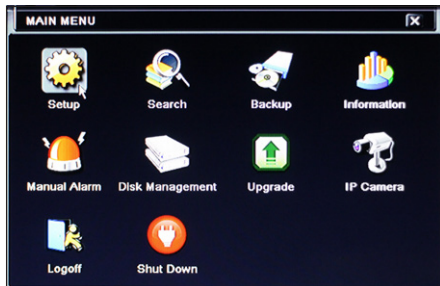 MAIN MENU
Setup Search Backup Information
Manual Alarm Disk Management Upgrade IP Camera
Logoff Shut Down